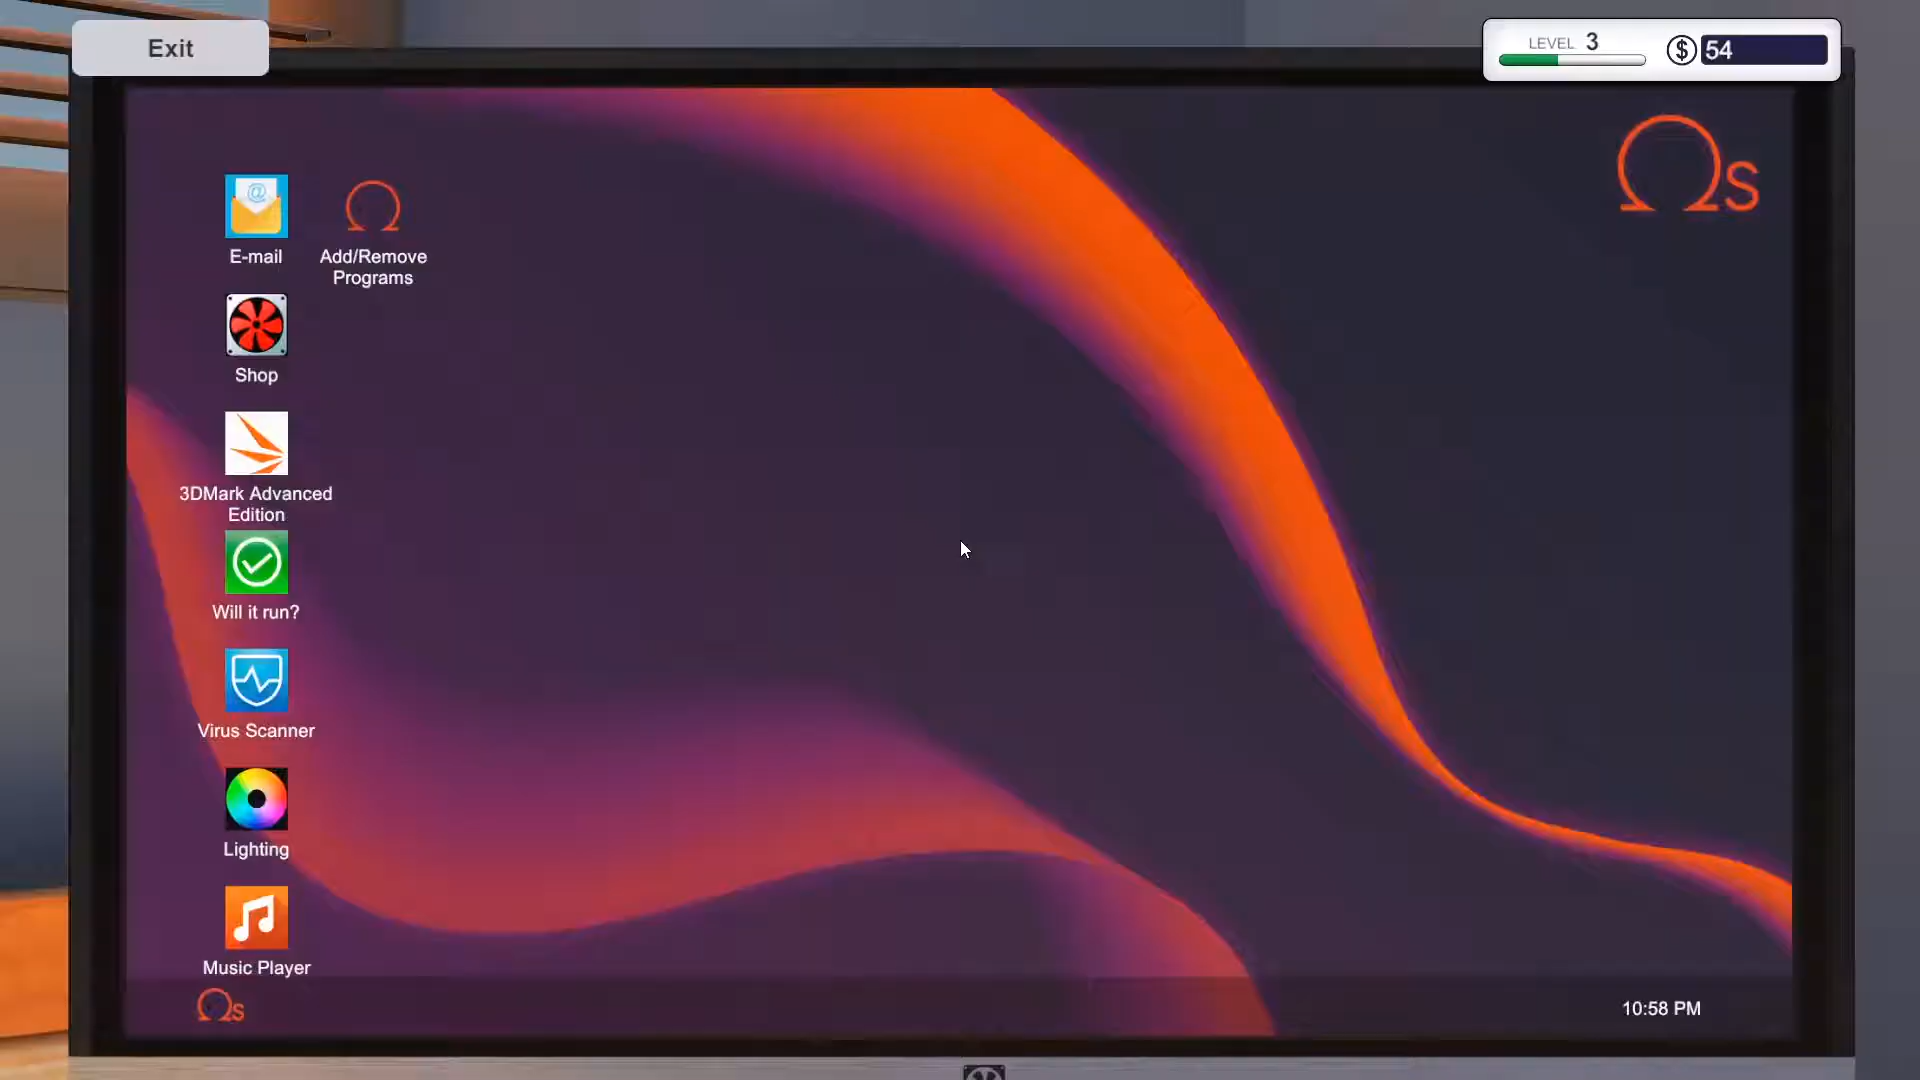 Exit
LEVEL 3
$ 54
Ωs
E-mail
Add/Remove
Programs
Shop
3DMark Advanced
Edition
Will it run?
Virus Scanner
Lighting
Music Player
Ωs
10:58 PM